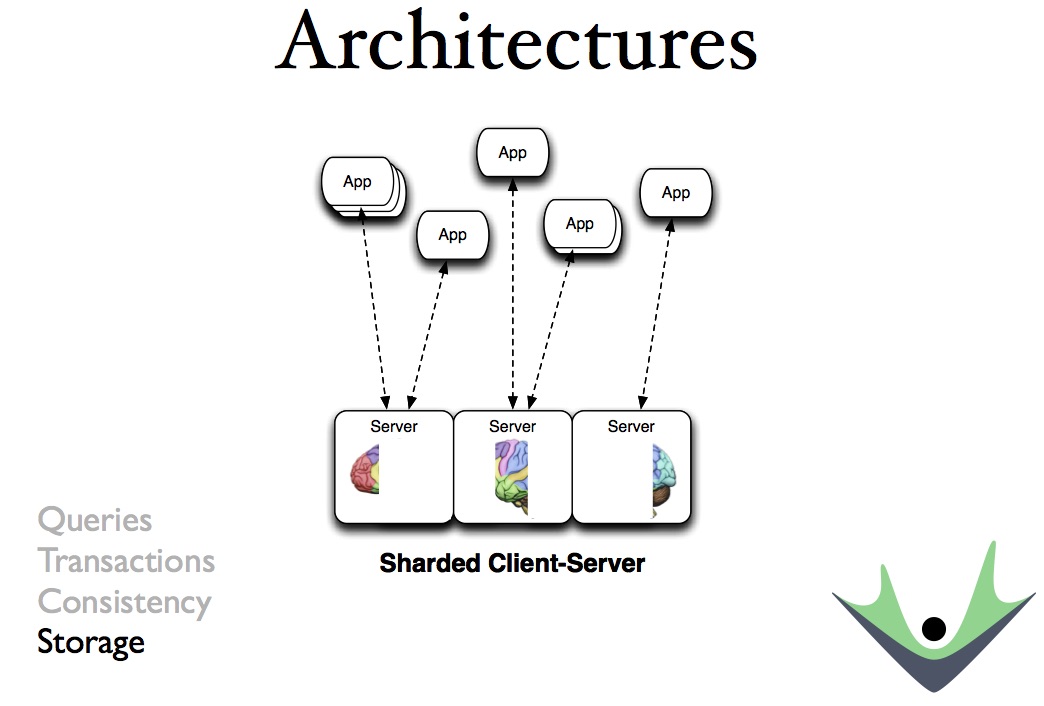 Architectures
App
App
App
App
App
Server
Server
Server
Sharded Client-Server
Queries
Transactions
Consistency
Storage